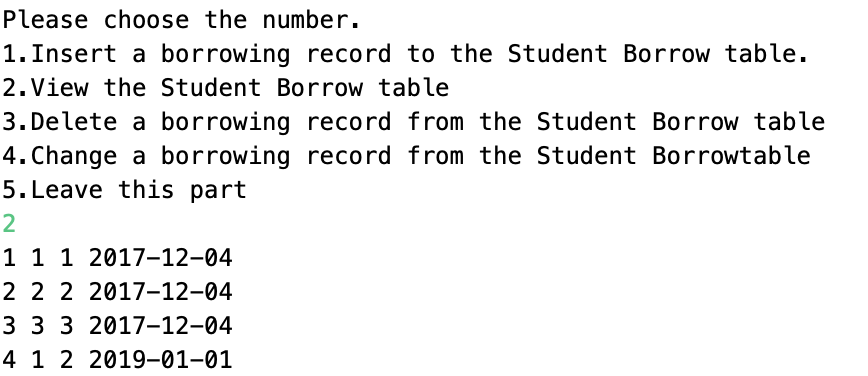 Please choose the number.
1.Insert a borrowing record to the Student Borrow table.
2.View the Student Borrow table
3.Delete a borrowing record from the Student Borrow table
4.Change a borrowing record from the Student Borrowtable
5.Leave this part
2
1 1 1 2017-12-04
2 2 2 2017-12-04
3 3 3 2017-12-04
4 1 2 2019-01-01